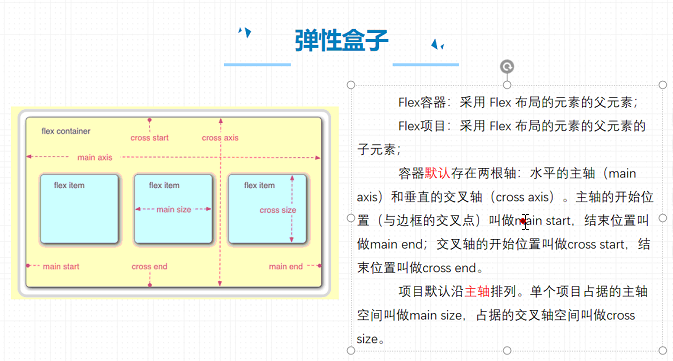 弹性盒子
flex container
cross start
cross axis
main axis
flex item
flex item
flex item
main size
cross size
main start
cross end
main end
Flex容器：采用 Flex 布局的元素的父元素；
Flex项目：采用 Flex 布局的元素的父元素的
子元素；
容器默认存在两根轴：水平的主轴（main
axis）和垂直的交叉轴（cross axis）。主轴的开始位
置（与边框的交叉点）叫做main start，结束位置叫
做main end；交叉轴的开始位置叫做cross start，结
束位置叫做cross end。
项目默认沿主轴排列。单个项目占据的主轴
空间叫做main size，占据的交叉轴空间叫做cross
size。